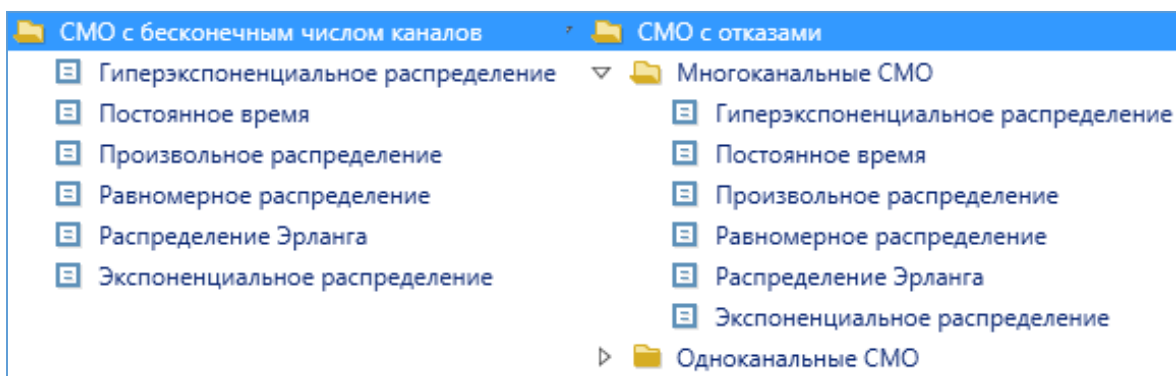 СМО с бесконечным числом каналов
Гиперэкспоненциальное распределение
Постоянное время
Произвольное распределение
Равномерное распределение
Распределение Эрланга
Экспоненциальное распределение
СМО с отказами
Многоканальные СМО
Гиперэкспоненциальное распределение
Постоянное время
Произвольное распределение
Равномерное распределение
Распределение Эрланга
Экспоненциальное распределение
Одноканальные СМО